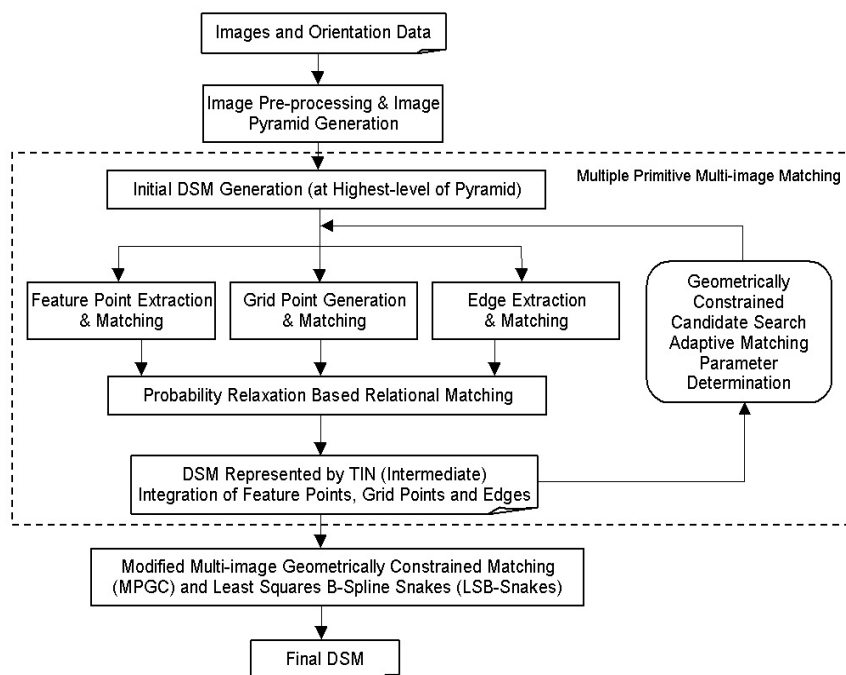 Images and Orientation Data
Image Pre-processing & Image
Pyramid Generation
Multiple Primitive Multi-image Matching
Initial DSM Generation (at Highest-level of Pyramid)
Feature Point Extraction
& Matching
Grid Point Generation
& Matching
Edge Extraction
& Matching
Geometrically
Constrained
Candidate Search
Adaptive Matching
Parameter
Determination
Probability Relaxation Based Relational Matching
DSM Represented by TIN (Intermediate)
Integration of Feature Points, Grid Points and Edges
Modified Multi-image Geometrically Constrained Matching
(MPGC) and Least Squares B-Spline Snakes (LSB-Snakes)
Final DSM